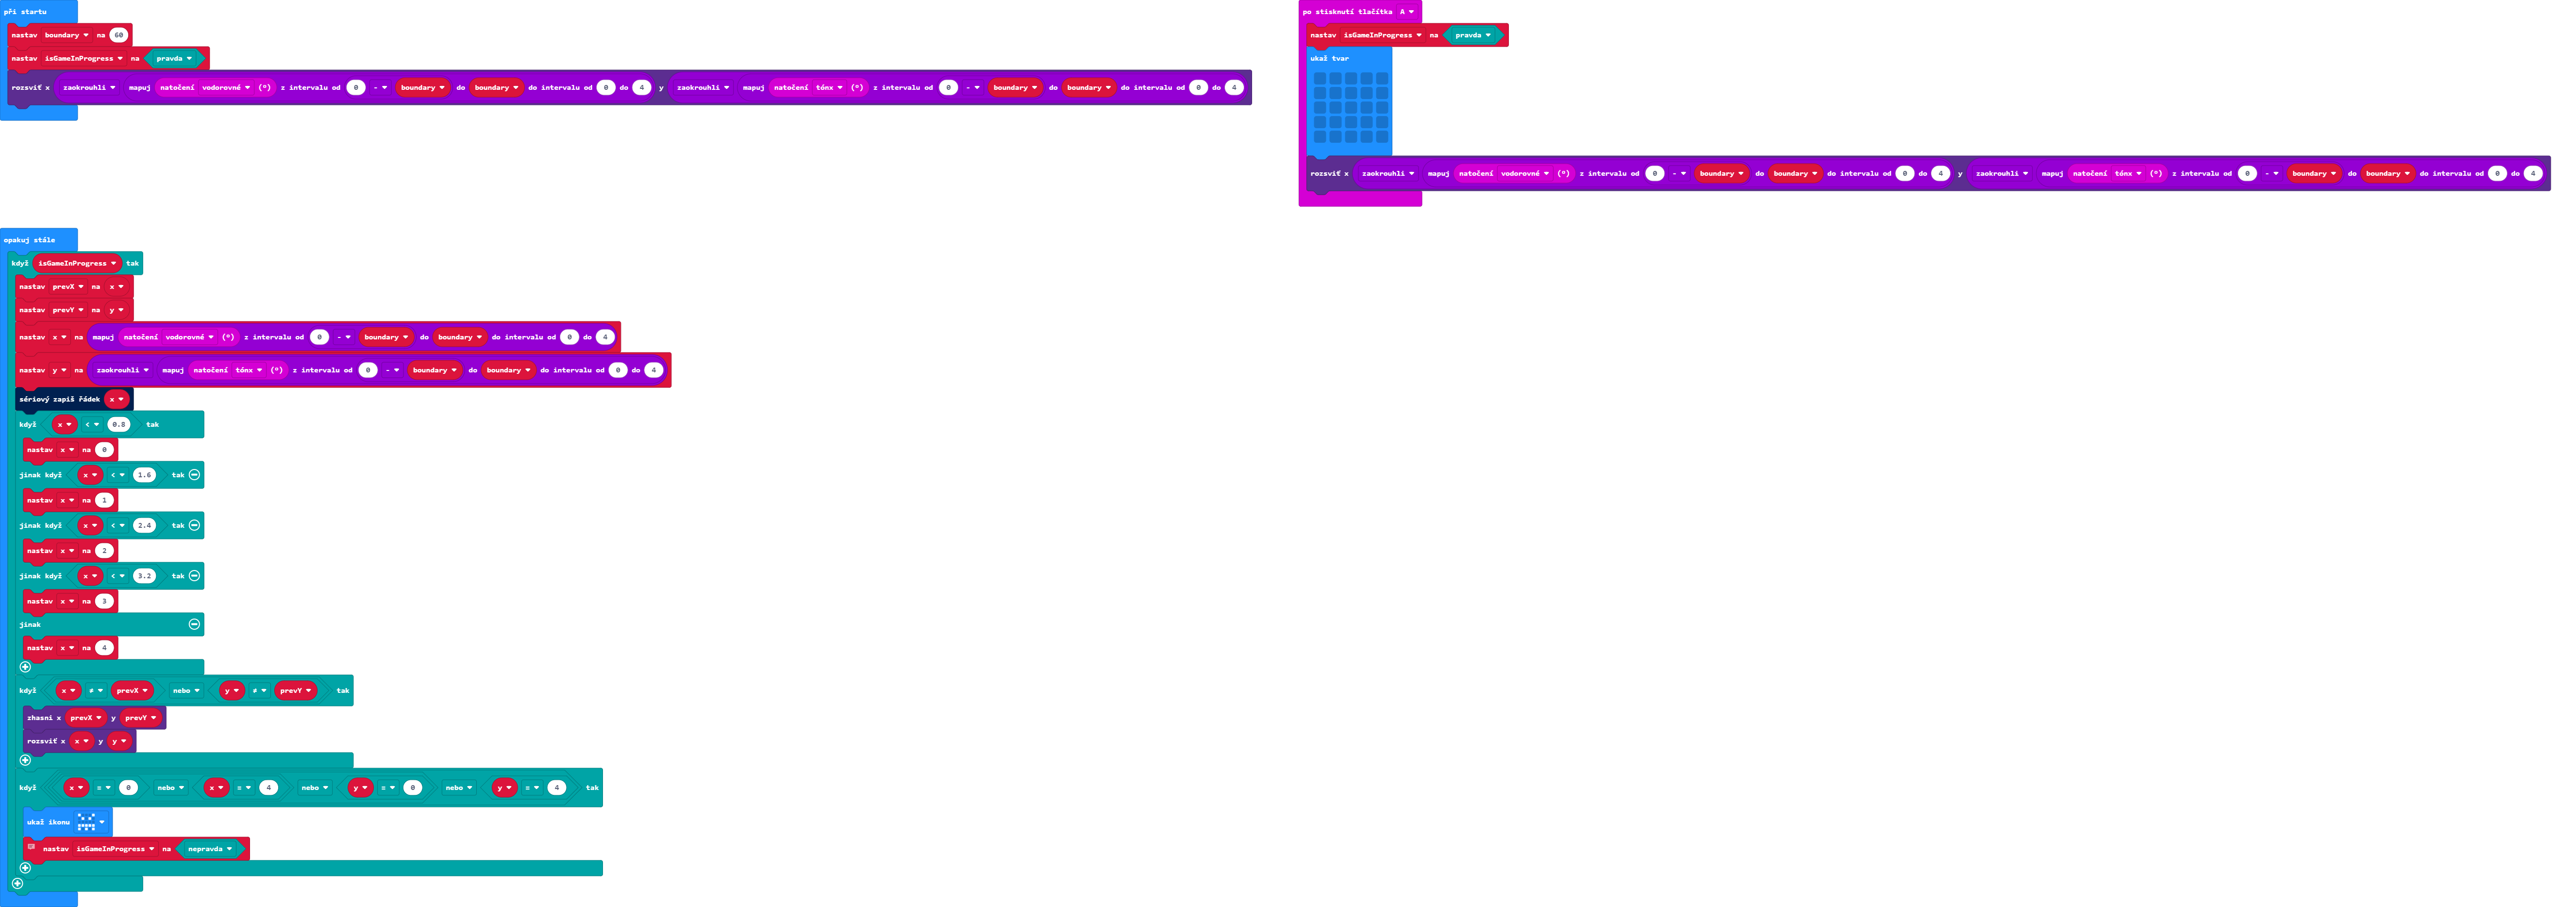 při startu
nastav boundary na 60
nastav isGameInProgress na pravda
rozsviť x zaokrouhli mapuj natočení vodorovné (°) z intervalu od 0 - boundary do boundary do intervalu od 0 do 4 y zaokrouhli mapuj natočení tónx (°) z intervalu od 0 - boundary do boundary do intervalu od 0 do 4
po stisknutí tlačítka A
nastav isGameInProgress na pravda
ukaž tvar
rozsviť x zaokrouhli mapuj natočení vodorovné (°) z intervalu od 0 - boundary do boundary do intervalu od 0 do 4 y zaokrouhli mapuj natočení tónx (°) z intervalu od 0 - boundary do boundary do intervalu od 0 do 4
opakuj stále
když isGameInProgress tak
nastav prevX na x
nastav prevY na y
nastav x na mapuj natočení vodorovné (°) z intervalu od 0 - boundary do boundary do intervalu od 0 do 4
nastav y na zaokrouhli mapuj natočení tónx (°) z intervalu od 0 - boundary do boundary do intervalu od 0 do 4
sériový zapiš řádek x
když x < 0.8 tak
nastav x na 0
jinak když x < 1.6 tak
nastav x na 1
jinak když x < 2.4 tak
nastav x na 2
jinak když x < 3.2 tak
nastav x na 3
jinak
nastav x na 4
když x ≠ prevX nebo y ≠ prevY tak
zhasni x prevX y prevY
rozsviť x x y y
když x = 0 nebo x = 4 nebo y = 0 nebo y = 4 tak
ukaž ikonu
nastav isGameInProgress na nepravda